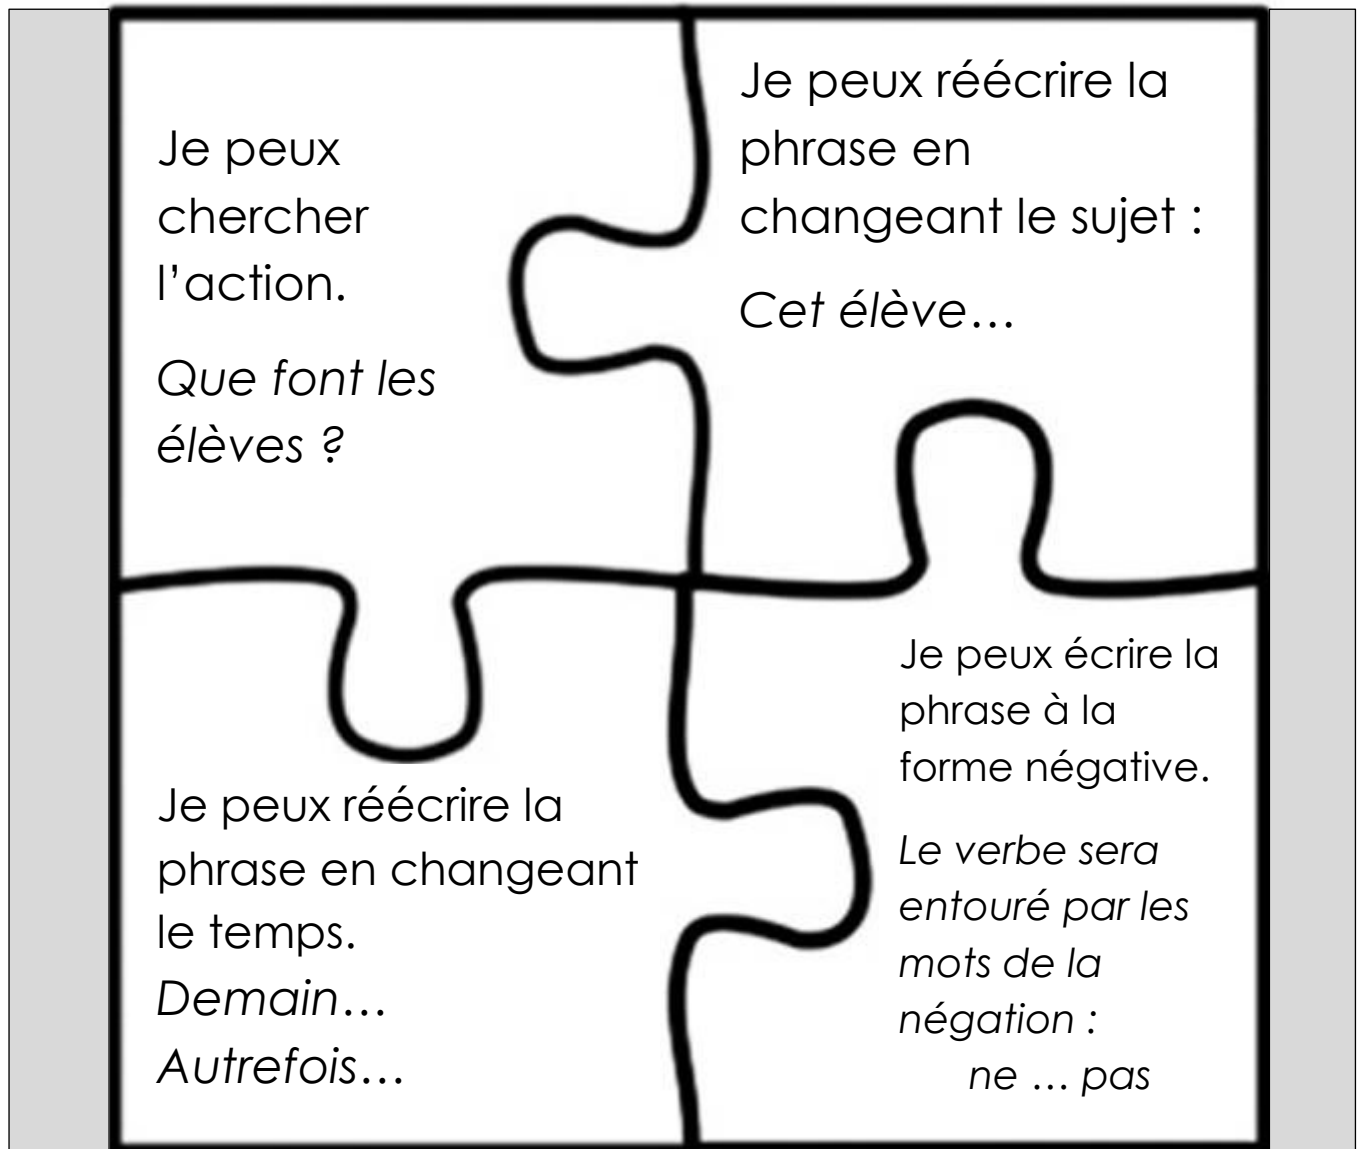 Je peux
chercher
l’action.
Que font les
élèves ?
Je peux réécrire la
phrase en
changeant le sujet :
Cet élève…
Je peux réécrire la
phrase en changeant
le temps.
Demain…
Autrefois…
Je peux écrire la
phrase à la
forme négative.
Le verbe sera
entouré par les
mots de la
négation :
ne … pas